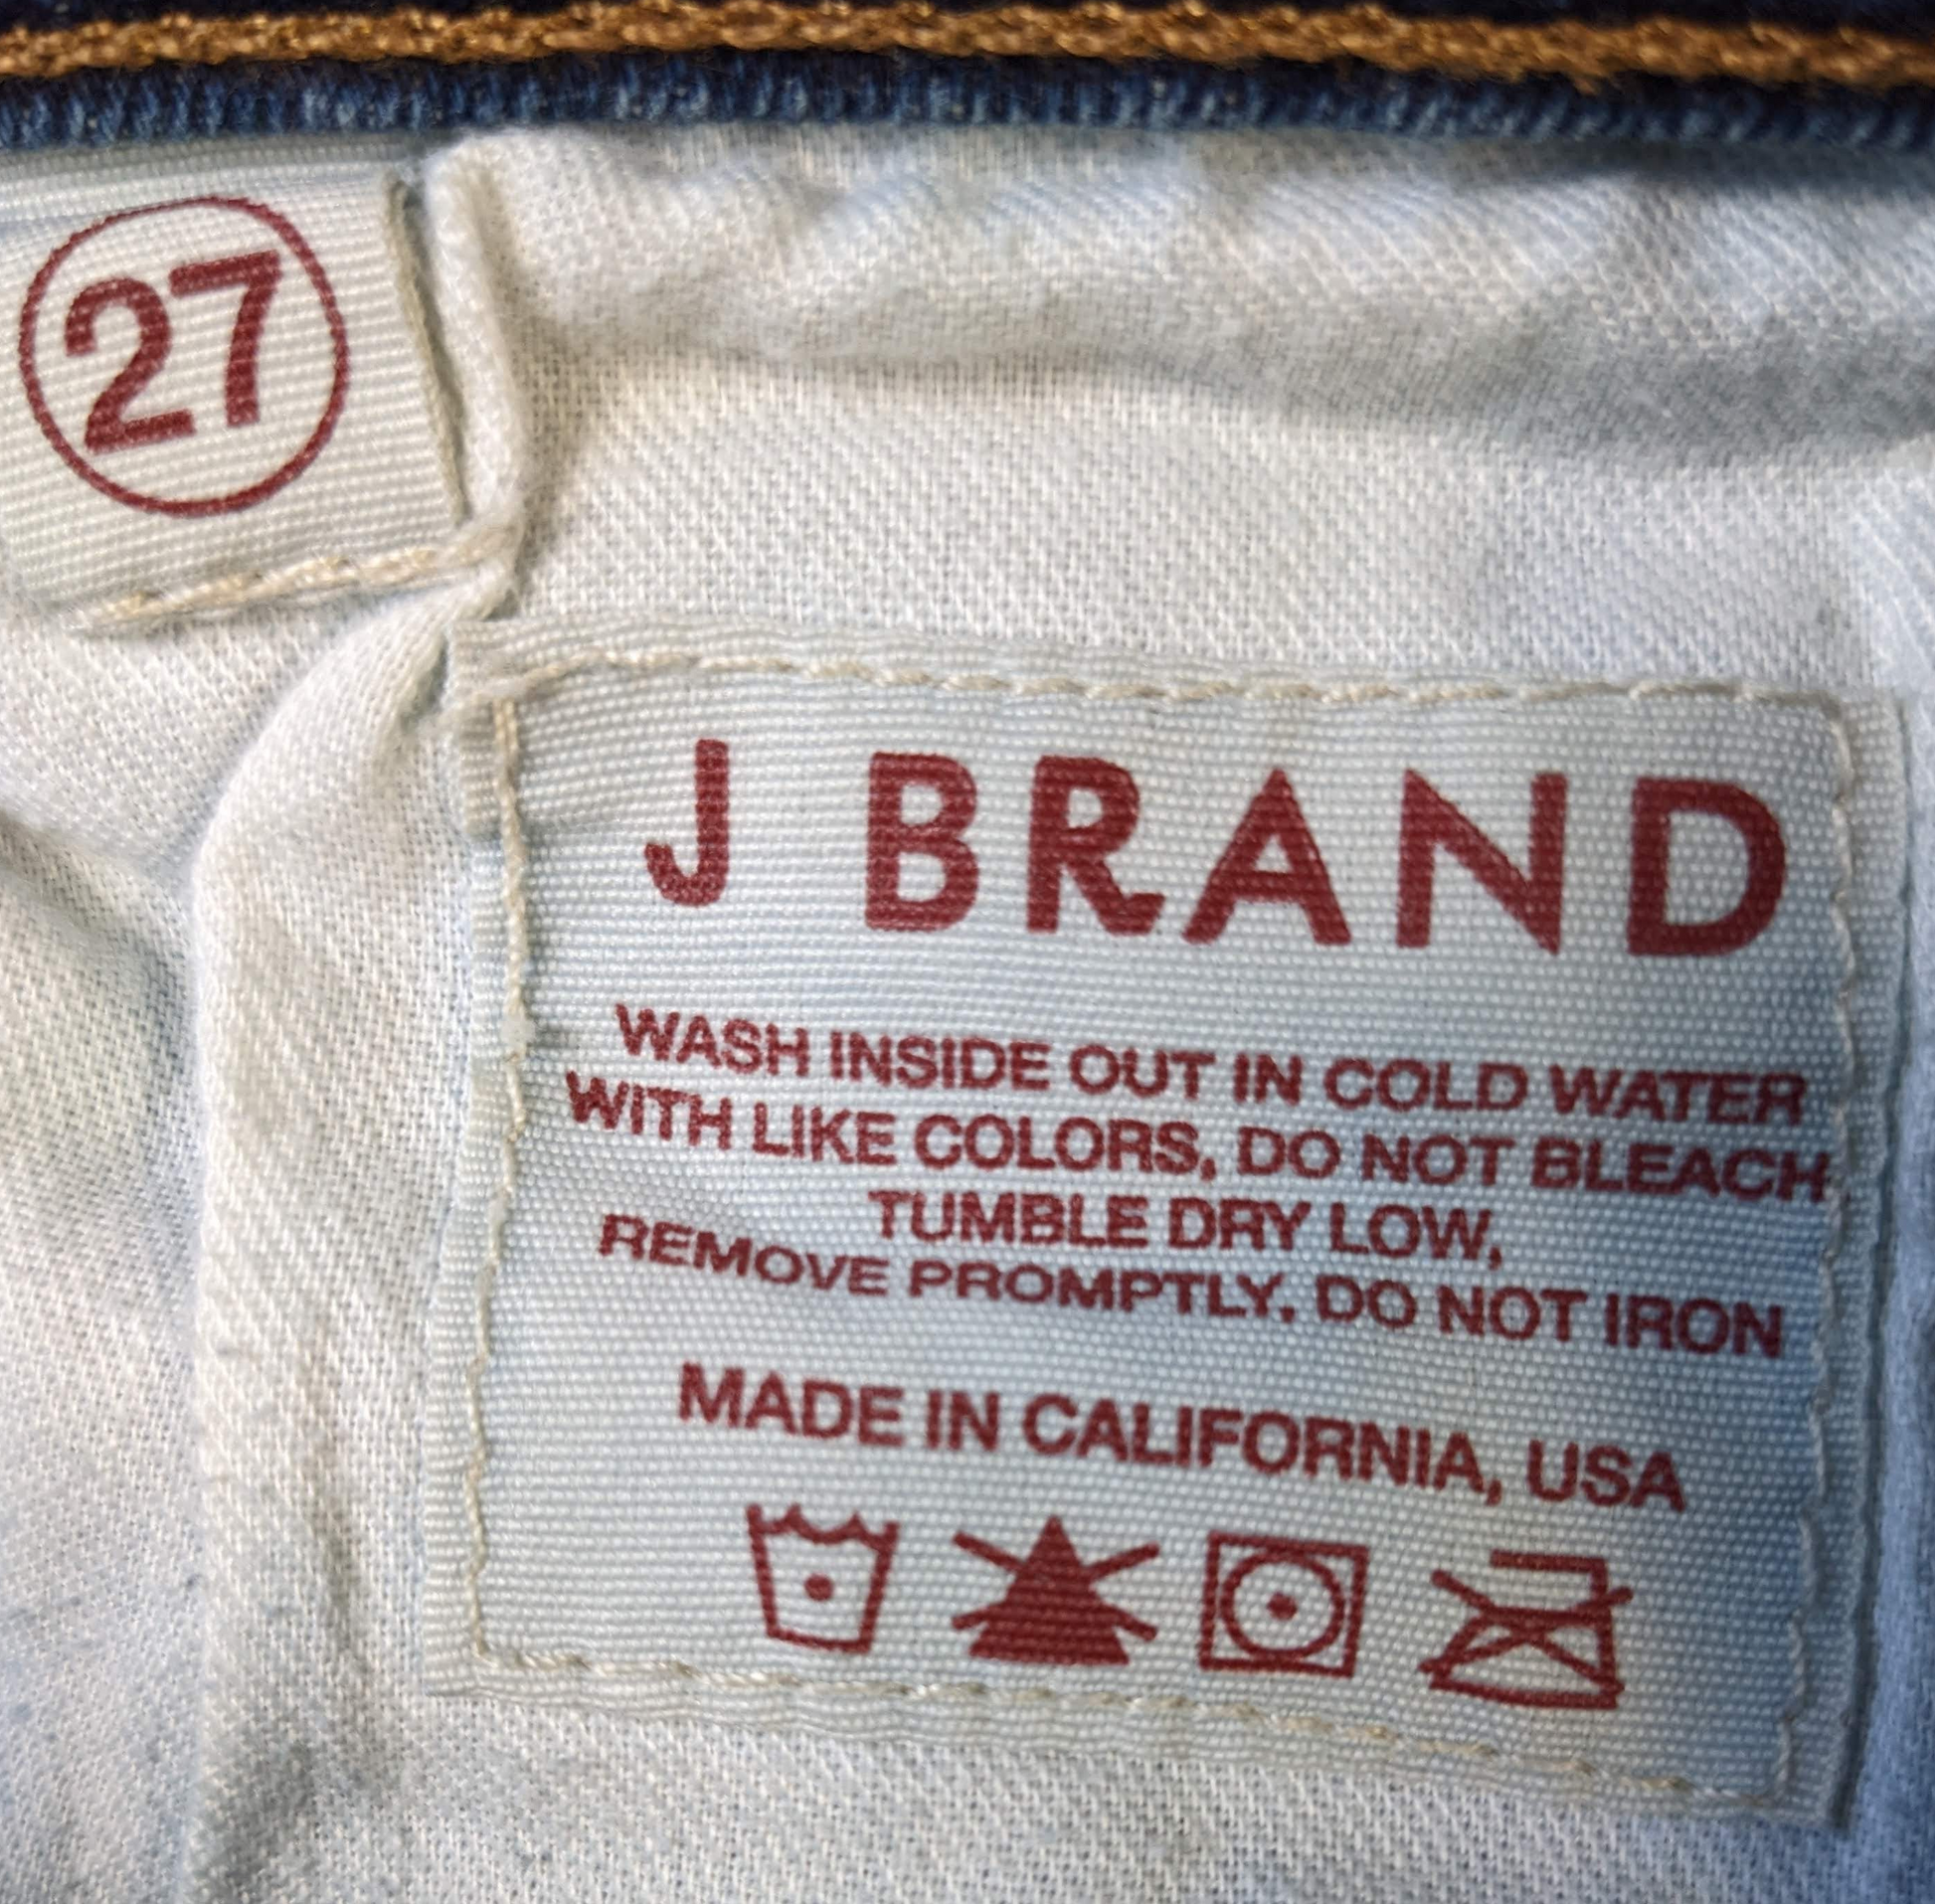 27
J BRAND
WASH INSIDE OUT IN COLD WATER
WITH LIKE COLORS, DO NOT BLEACH
TUMBLE DRY LOW,
REMOVE PROMPTLY, DO NOT IRON
MADE IN CALIFORNIA, USA